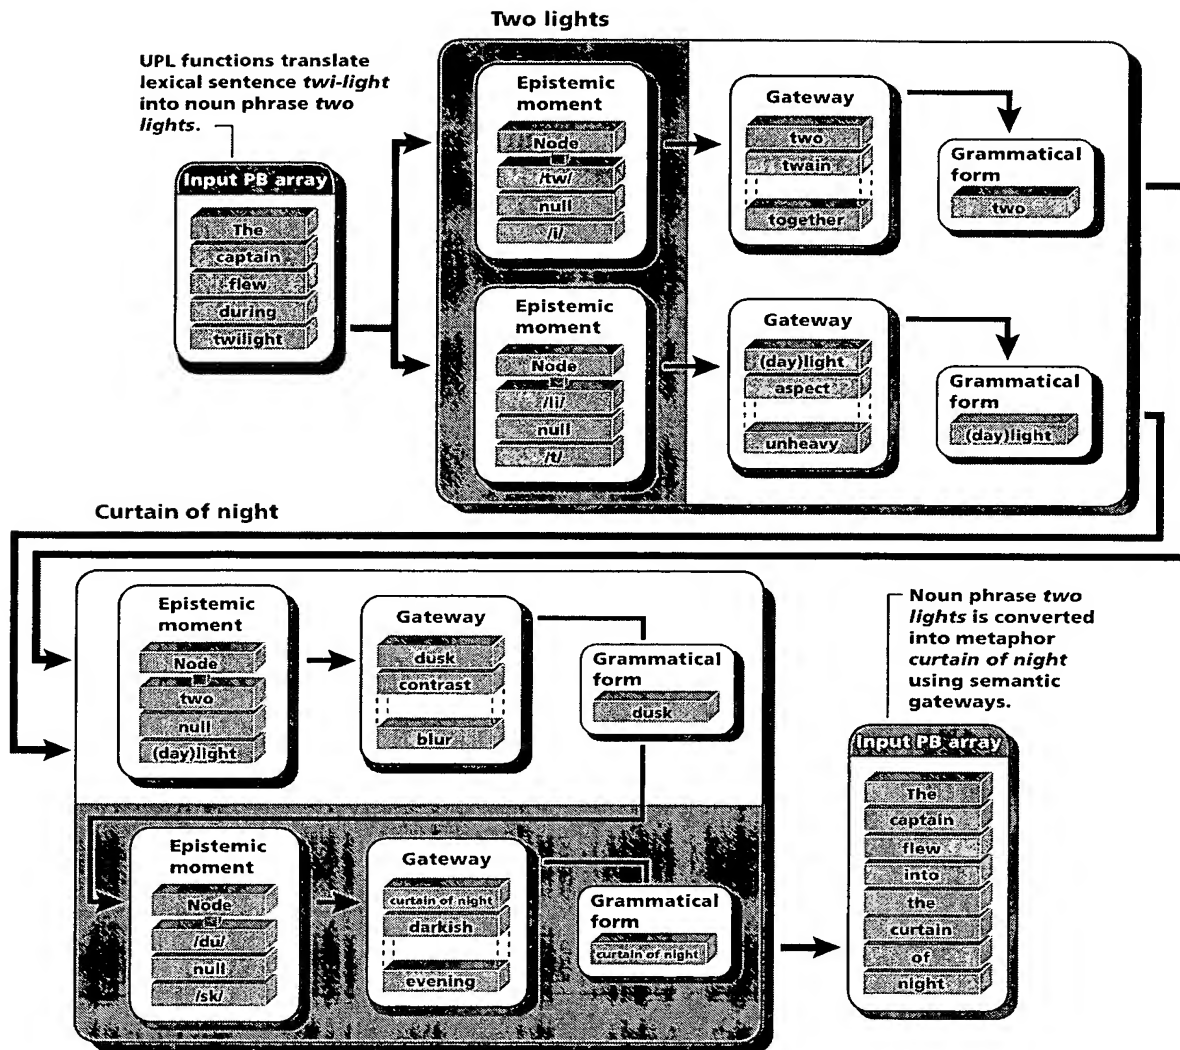 Two lights
UPL functions translate
lexical sentence twi-light
into noun phrase two
lights.
Input PB array
The
captain
flew
during
twilight
Epistemic
moment
Node
/tw/
null
/i/
Gateway
two
twain
together
Grammatical
form
two
Epistemic
moment
Node
/li/
null
/t/
Gateway
(day)light
aspect
unheavy
Grammatical
form
(day)light
Curtain of night
Epistemic
moment
Node
two
null
(day)light
Gateway
dusk
contrast
blur
Grammatical
form
dusk
Epistemic
moment
Node
/du/
null
/sk/
Gateway
curtain of night
darkish
evening
Grammatical
form
curtain of night
Noun phrase two
lights is converted
into metaphor
curtain of night
using semantic
gateways.
Input PB array
The
captain
flew
into
the
curtain
of
night